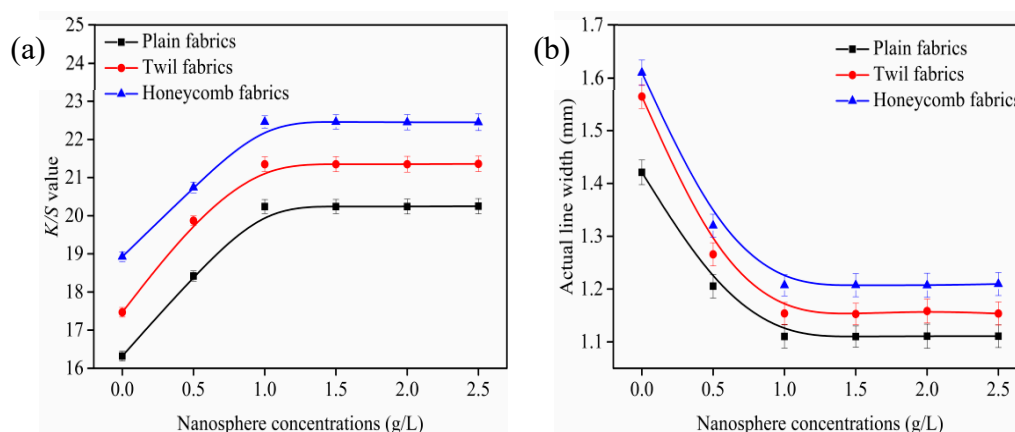 (a)
25
24
23
22
21
20
19
18
17
16
K/S value
Plain fabrics
Twil fabrics
Honeycomb fabrics
0.0 0.5 1.0 1.5 2.0 2.5
Nanosphere concentrations (g/L)
(b)
1.7
1.6
1.5
1.4
1.3
1.2
1.1
Actual line width (mm)
Plain fabrics
Twil fabrics
Honeycomb fabrics
0.0 0.5 1.0 1.5 2.0 2.5
Nanosphere concentrations (g/L)